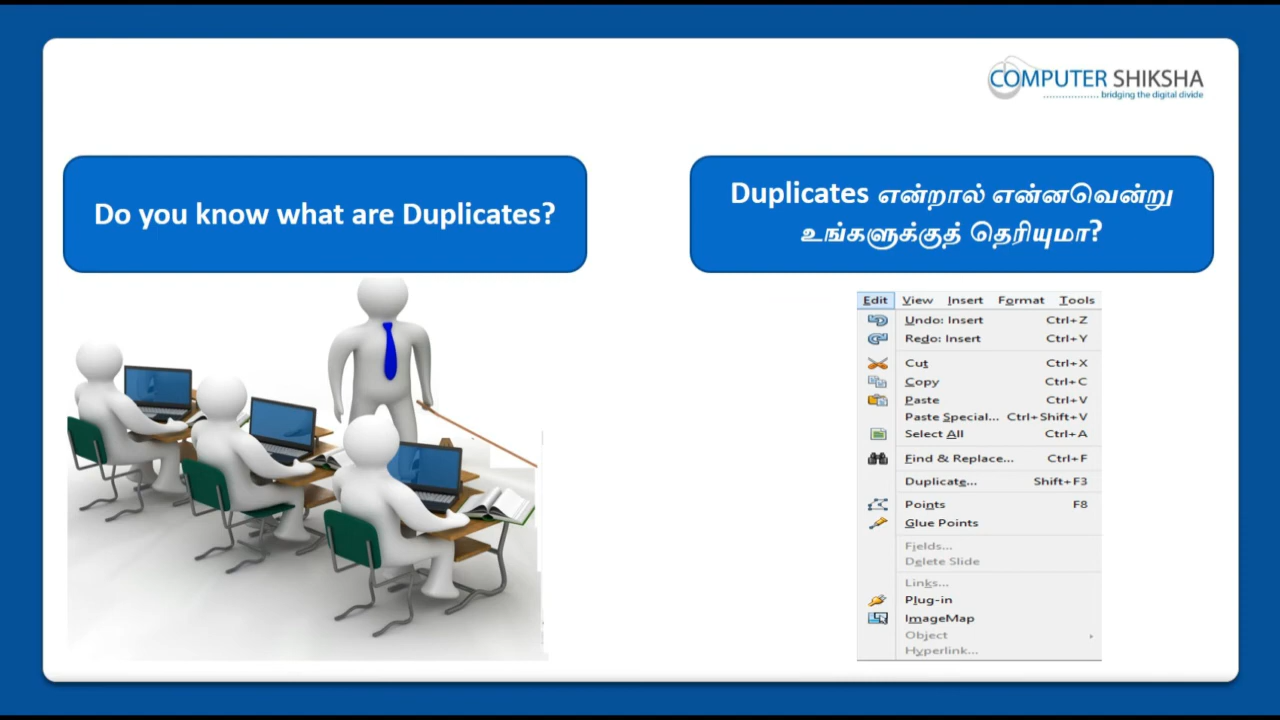 COMPUTER SHIKSHA
bridging the digital divide
Do you know what are Duplicates?
Duplicates என்றால் என்னவென்று
உங்களுக்குத் தெரியுமா?
Edit View Insert Format Tools
Undo: Insert Ctrl+Z
Redo: Insert Ctrl+Y
Cut Ctrl+X
Copy Ctrl+C
Paste Ctrl+V
Paste Special... Ctrl+Shift+V
Select All Ctrl+A
Find & Replace... Ctrl+F
Duplicate... Shift+F3
Points F8
Glue Points
Fields...
Delete Slide
Links...
Plug-in
ImageMap
Object
Hyperlink...